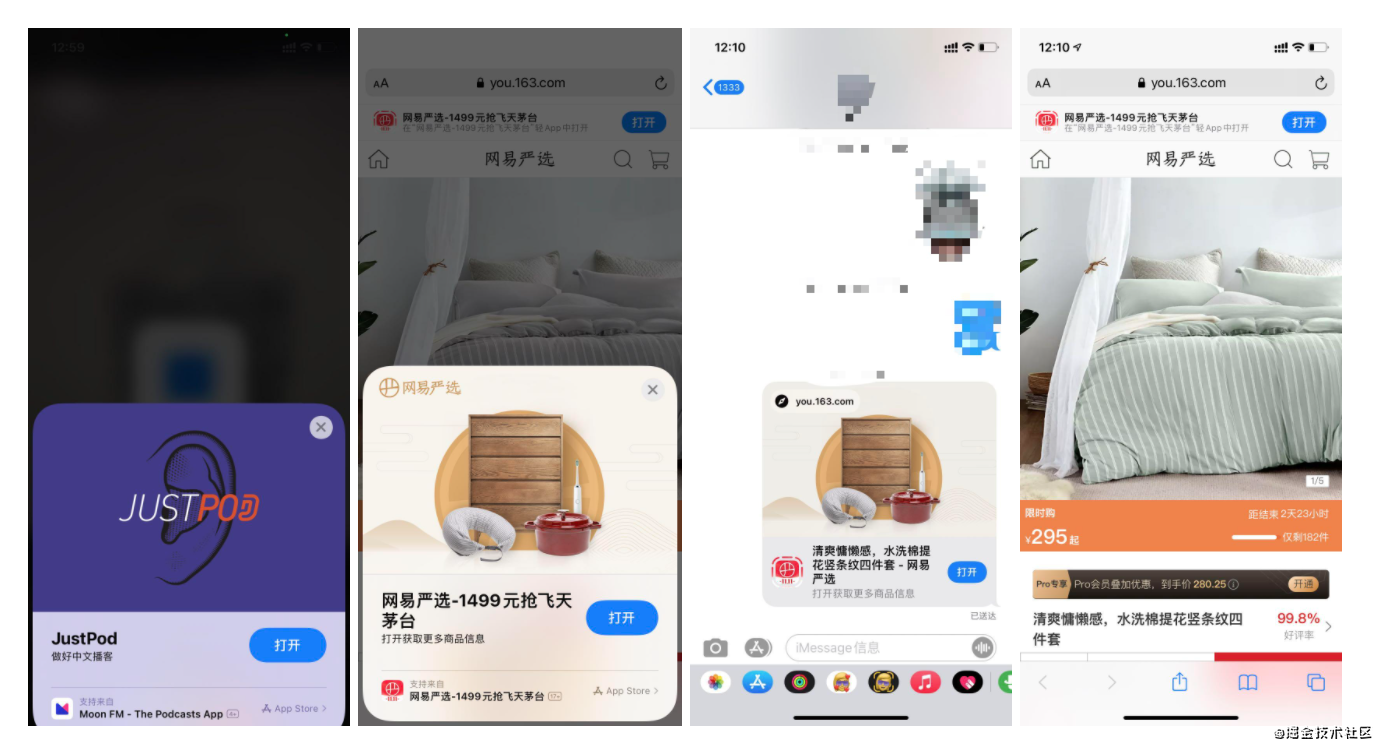 12:59
JUSTPOD
JustPod
做好中文播客
打开
支持来自
Moon FM - The Podcasts App 4+
App Store
AA
you.163.com
网易严选-1499元抢飞天茅台
在"网易严选-1499元抢飞天茅台"轻App中打开
打开
网易严选
网易严选
网易严选-1499元抢飞天茅台
打开获取更多商品信息
打开
支持来自
网易严选-1499元抢飞天茅台 17+
App Store
12:10
1333
you.163.com
清爽慵懒感，水洗棉提
花竖条纹四件套 - 网易
严选
打开获取更多商品信息
打开
已送达
iMessage 信息
12:10
AA
you.163.com
网易严选-1499元抢飞天茅台
在"网易严选-1499元抢飞天茅台"轻App中打开
打开
网易严选
1/5
限时购
距结束 2天23小时
¥295起
仅剩182件
Pro专享
Pro会员叠加优惠，到手价 280.25
开通
清爽慵懒感，水洗棉提花竖条纹四
件套
99.8%
好评率
@掘金技术社区